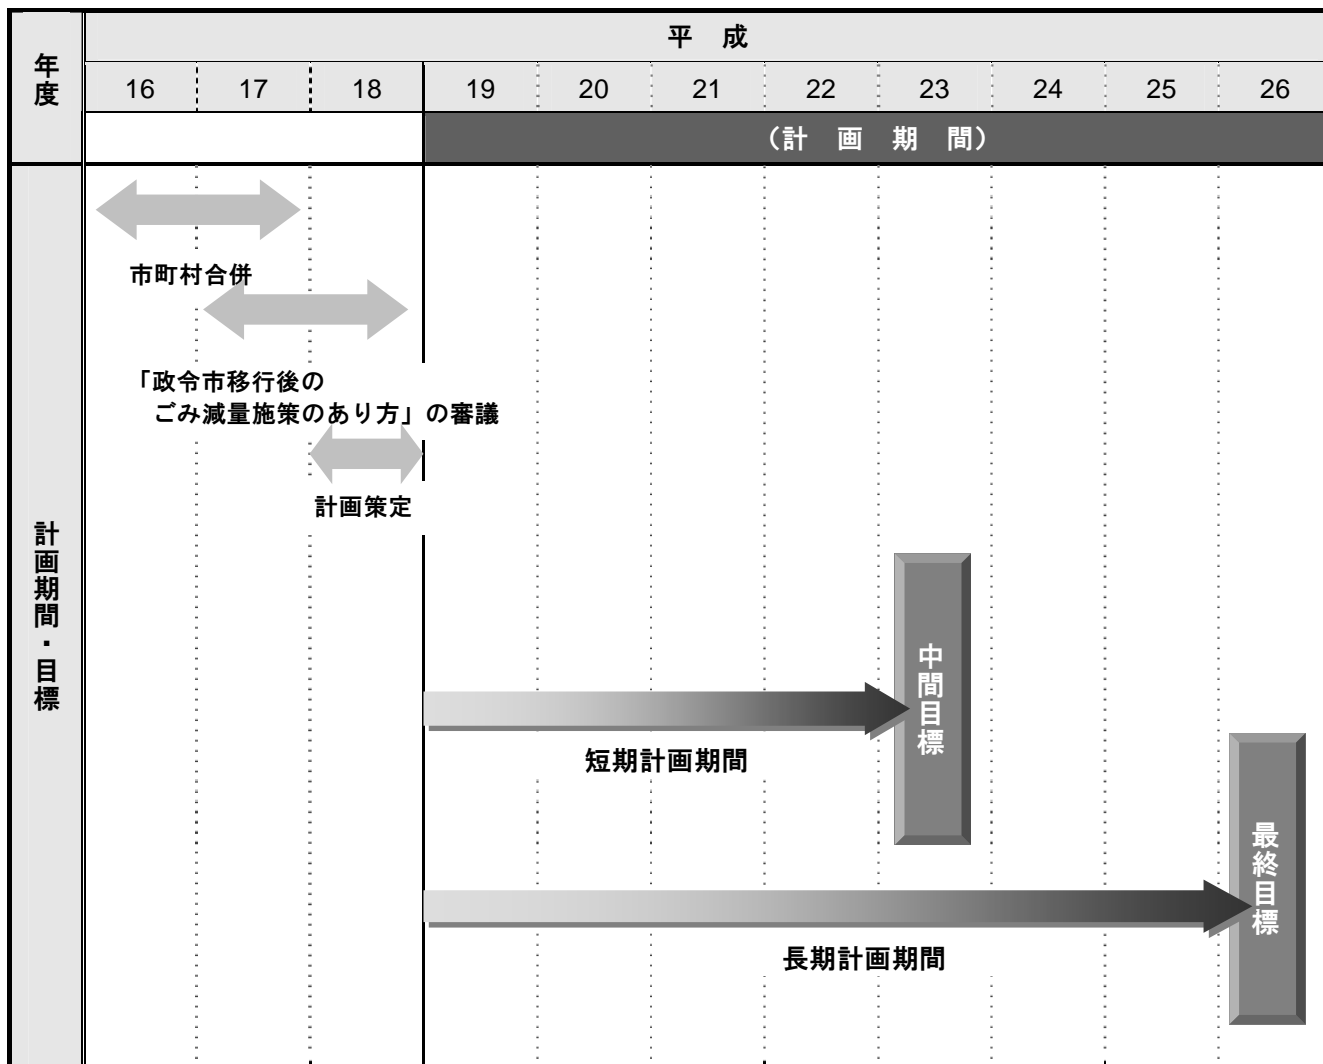 年度
平 成
16 17 18 19 20 21 22 23 24 25 26
（計 画 期 間）
計画期間・目標
市町村合併
「政令市移行後の
ごみ減量施策のあり方」の審議
計画策定
中間目標
短期計画期間
最終目標
長期計画期間